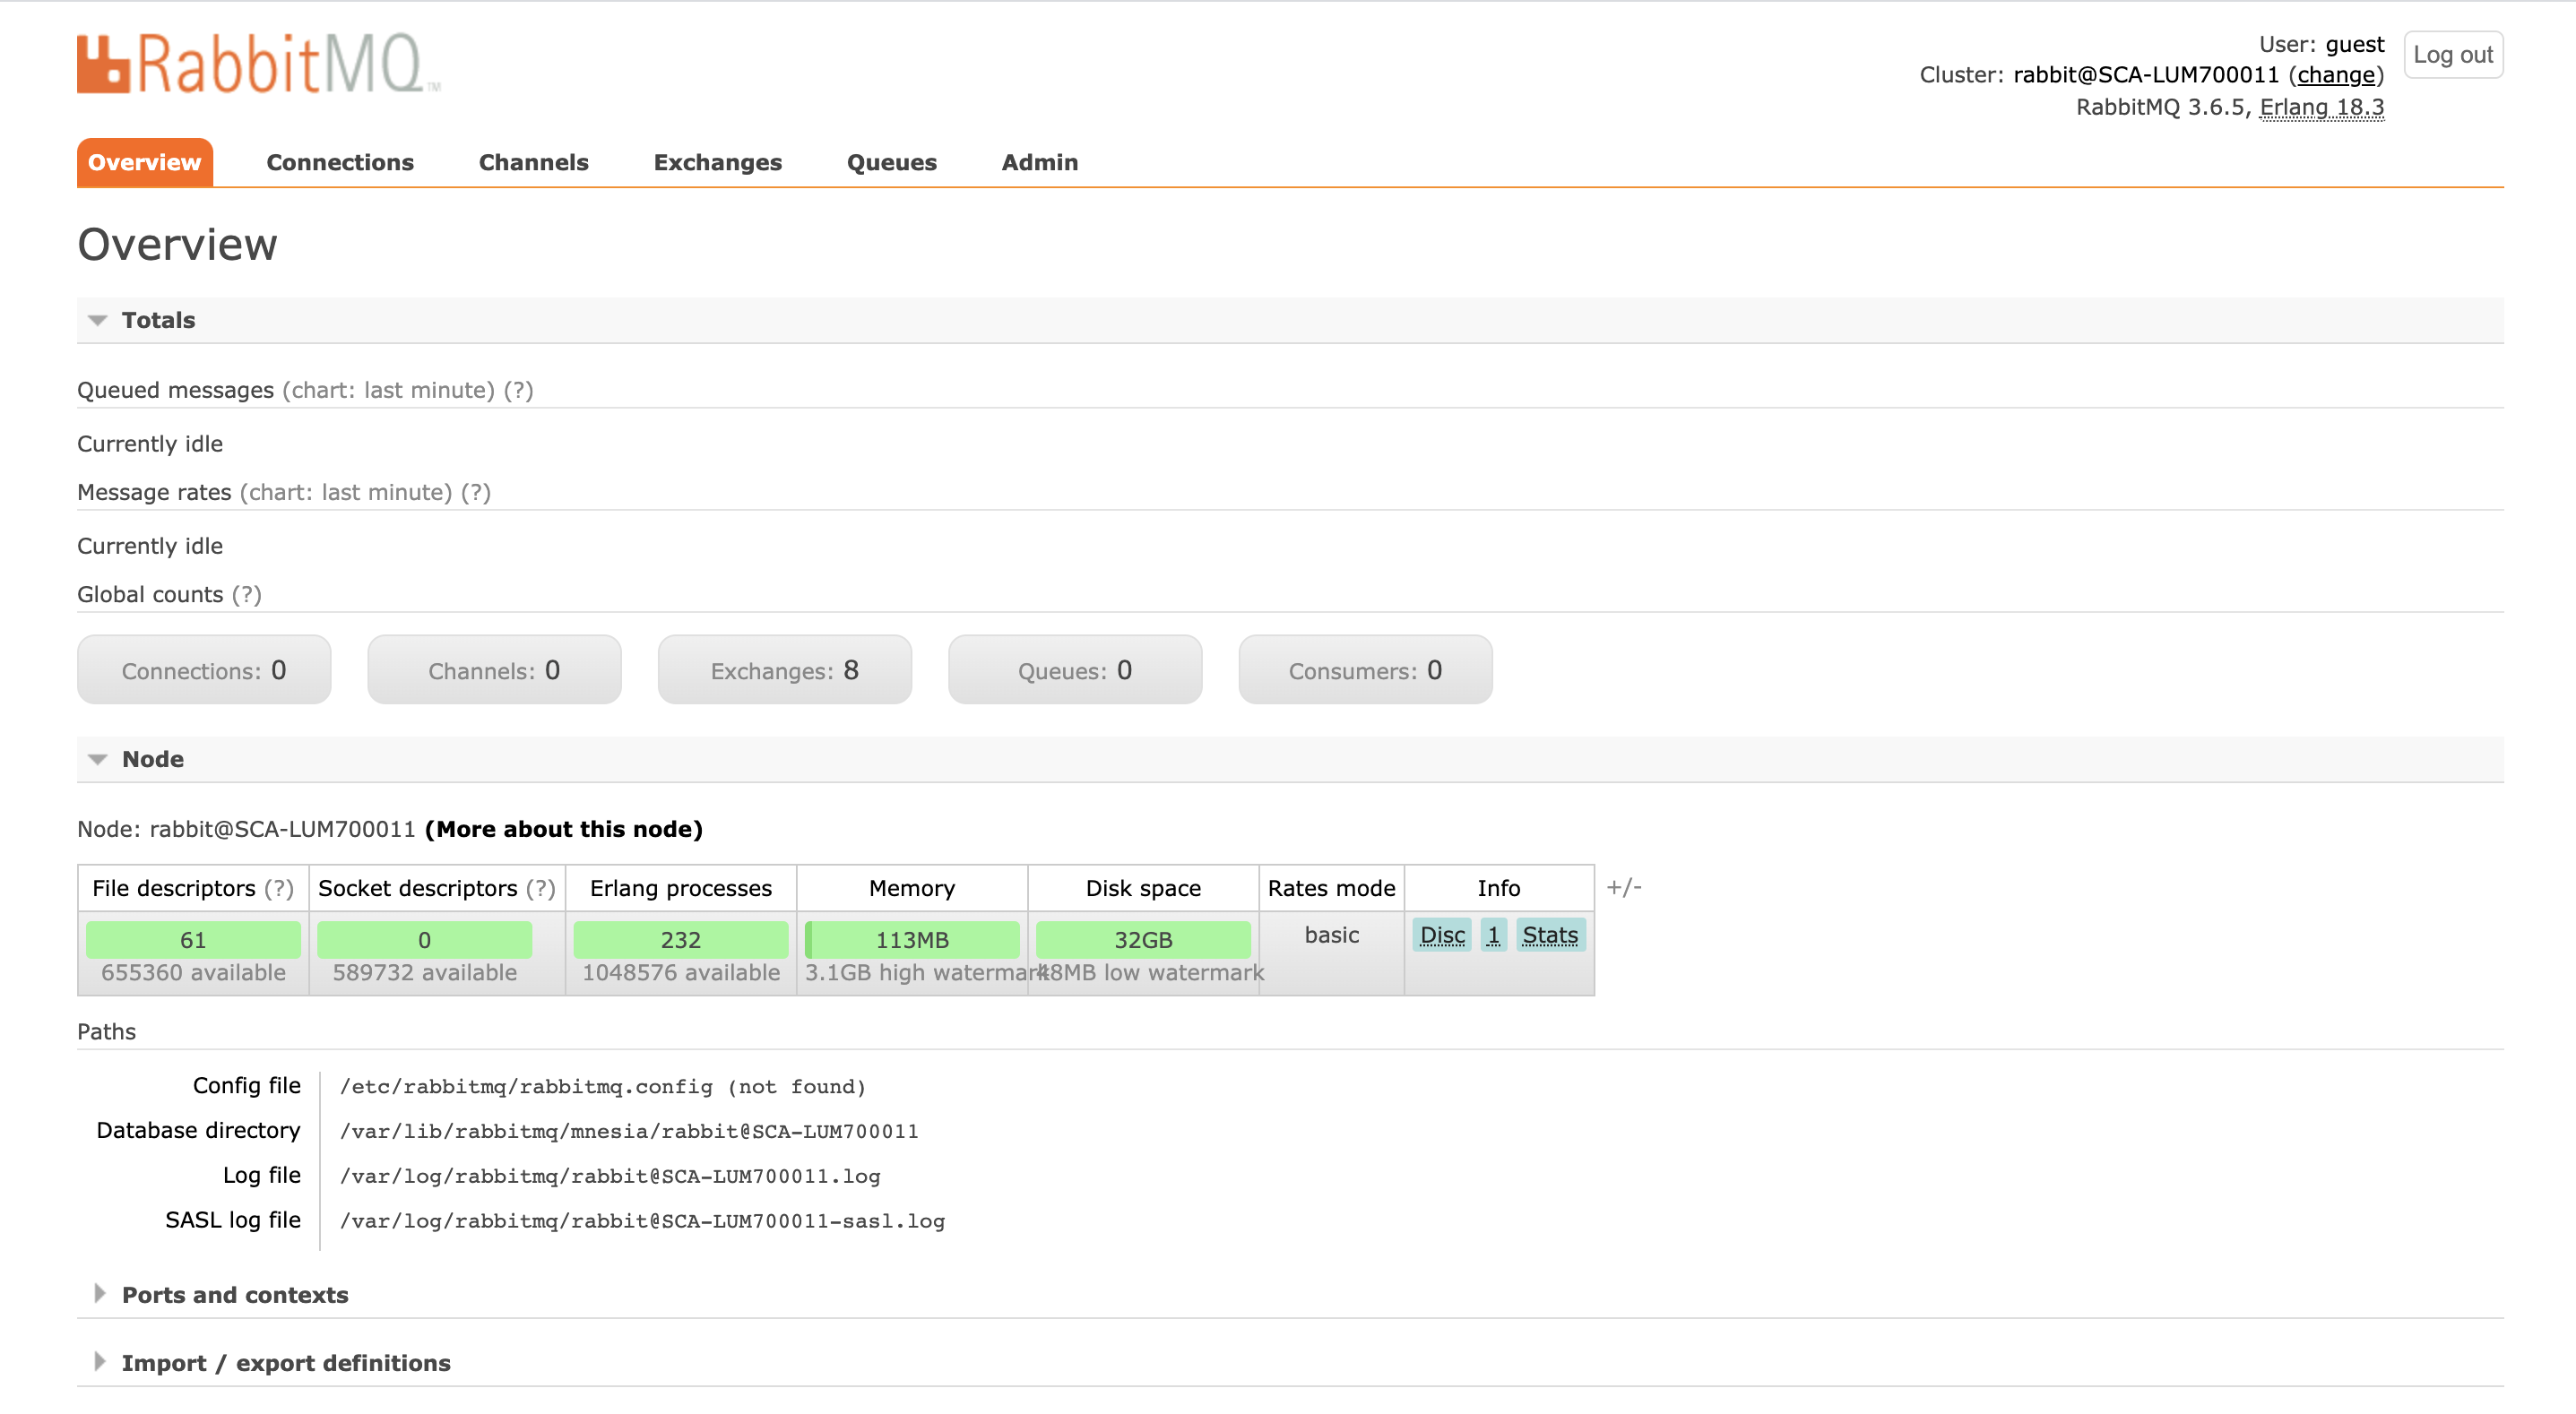 RabbitMQ™
User: guest
Cluster: rabbit@SCA-LUM700011 (change)
RabbitMQ 3.6.5, Erlang 18.3
Log out
Overview Connections Channels Exchanges Queues Admin
Overview
Totals
Queued messages (chart: last minute) (?)
Currently idle
Message rates (chart: last minute) (?)
Currently idle
Global counts (?)
Connections: 0 Channels: 0 Exchanges: 8 Queues: 0 Consumers: 0
Node
Node: rabbit@SCA-LUM700011 (More about this node)
File descriptors (?) Socket descriptors (?) Erlang processes Memory Disk space Rates mode Info +/-
61 0 232 113MB 32GB basic Disc 1 Stats
655360 available 589732 available 1048576 available 3.1GB high watermark 48MB low watermark
Paths
Config file /etc/rabbitmq/rabbitmq.config (not found)
Database directory /var/lib/rabbitmq/mnesia/rabbit@SCA-LUM700011
Log file /var/log/rabbitmq/rabbit@SCA-LUM700011.log
SASL log file /var/log/rabbitmq/rabbit@SCA-LUM700011-sasl.log
Ports and contexts
Import / export definitions